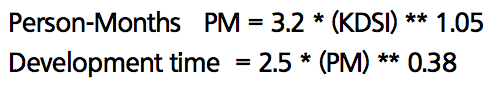 Person-Months PM = 3.2 * (KDSI) ** 1.05
Development time = 2.5 * (PM) ** 0.38